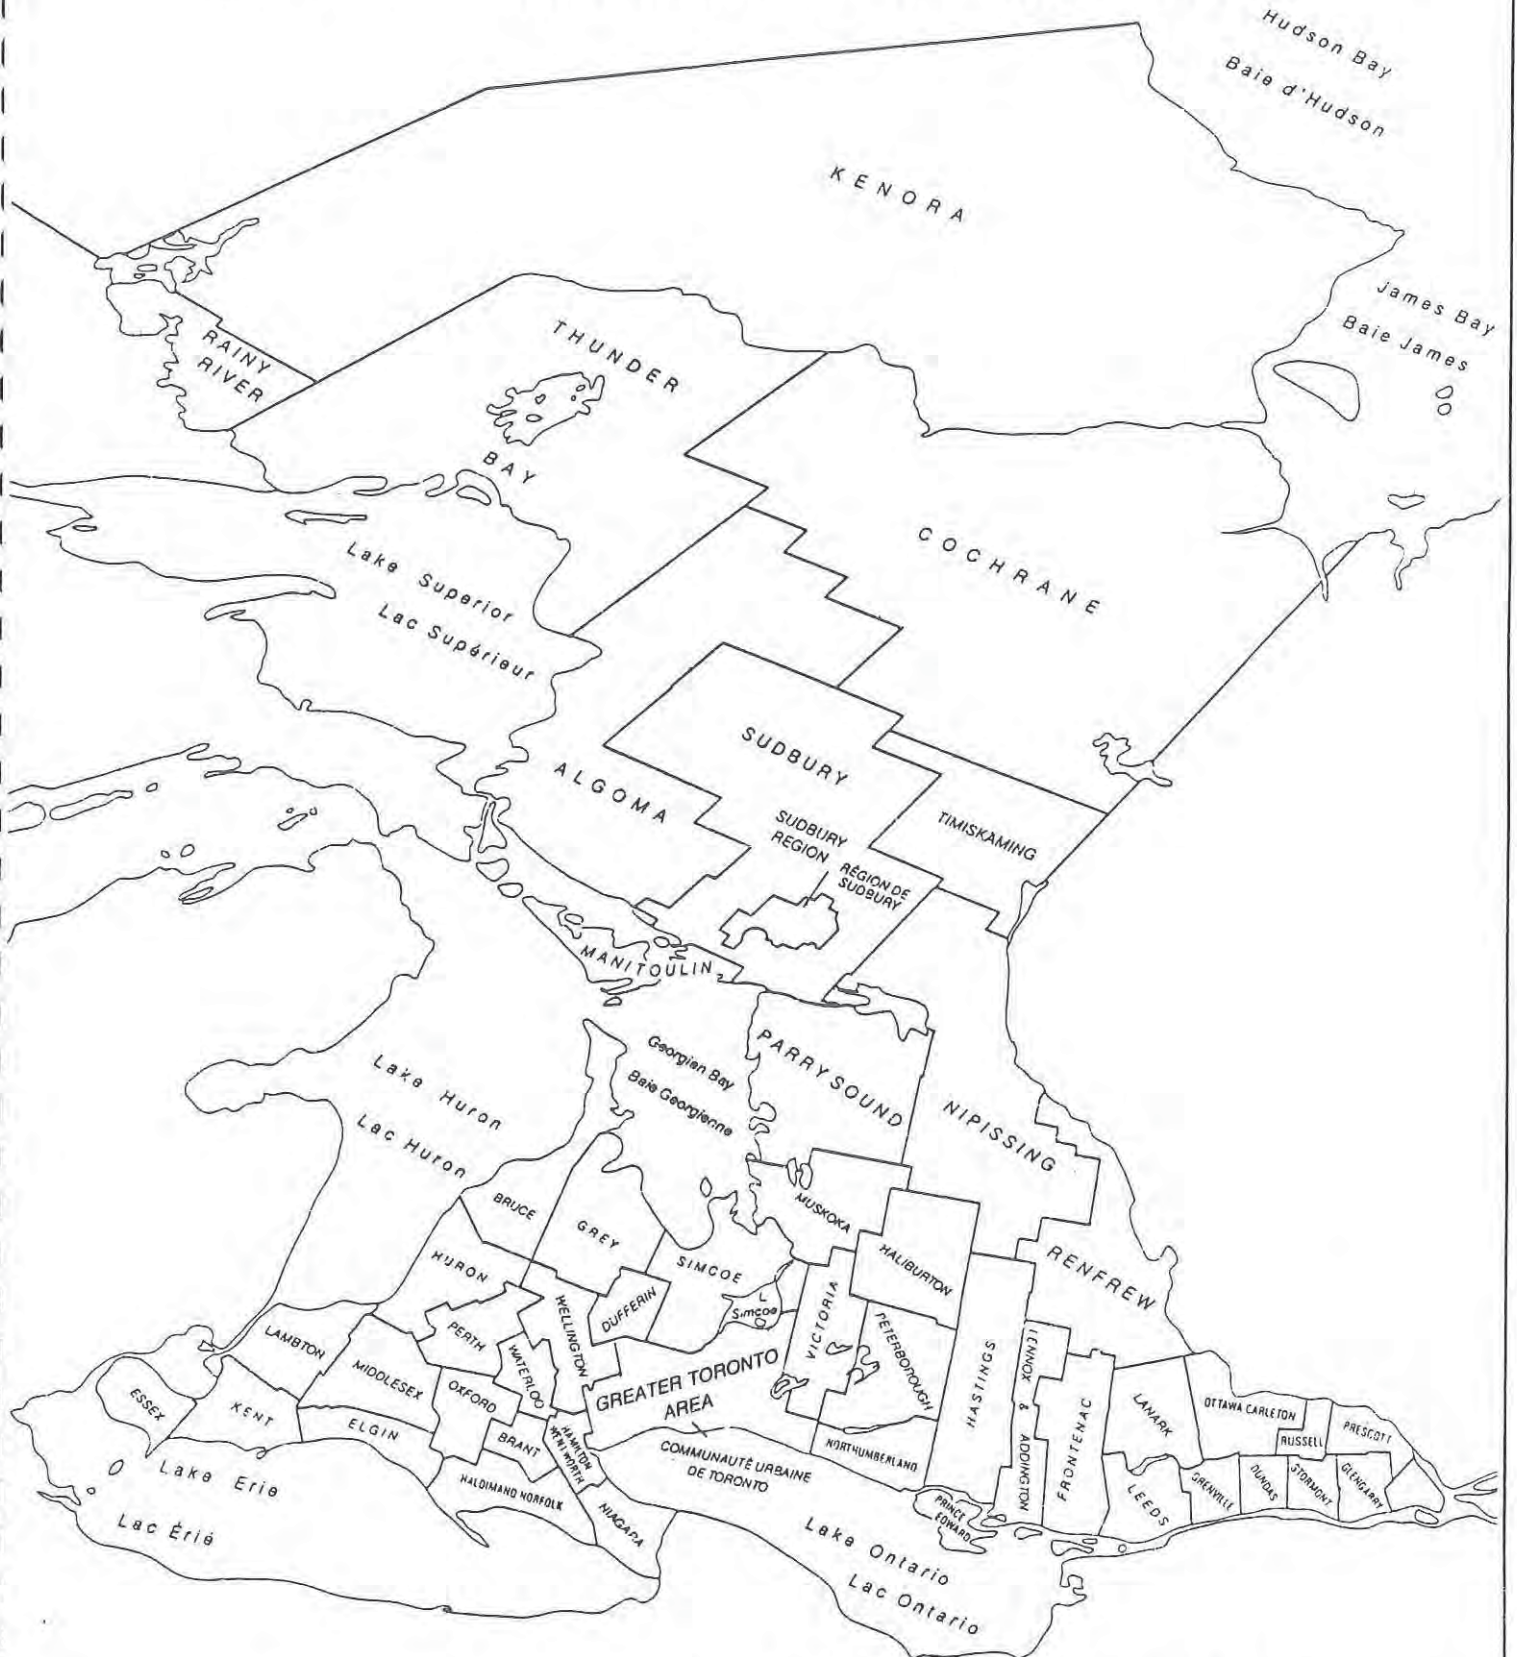 Hudson Bay
Baie d'Hudson
KENORA
James Bay
Baie James
RAINY
RIVER
THUNDER
BAY
COCHRANE
Lake Superior
Lac Supérieur
SUDBURY
ALGOMA
SUDBURY
REGION
RÉGION DE
SUDBURY
TIMISKAMING
MANITOULIN
Georgian Bay
Baie Georgienne
PARRY SOUND
NIPISSING
Lake Huron
Lac Huron
BRUCE
GREY
MUSKOKA
HURON
SIMCOE
HALIBURTON
RENFREW
L
Simcoe
DUFFERIN
WELLINGTON
VICTORIA
PETERBOROUGH
LAMBTON
PERTH
WATERLOO
MIDDLESEX
OXFORD
GREATER TORONTO
AREA
HASTINGS
LENNOX
&
ADDINGTON
FRONTENAC
LANARK
OTTAWA CARLETON
RUSSELL
PRESCOTT
ESSEX
KENT
ELGIN
BRANT
HAMILTON
WENTWORTH
COMMUNAUTÉ URBAINE
DE TORONTO
NORTHUMBERLAND
LEEDS
GRENVILLE
DUNDAS
STORMONT
GLENGARRY
Lake Erie
Lac Érié
HALDIMAND NORFOLK
NIAGARA
PRINCE
EDWARD
Lake Ontario
Lac Ontario